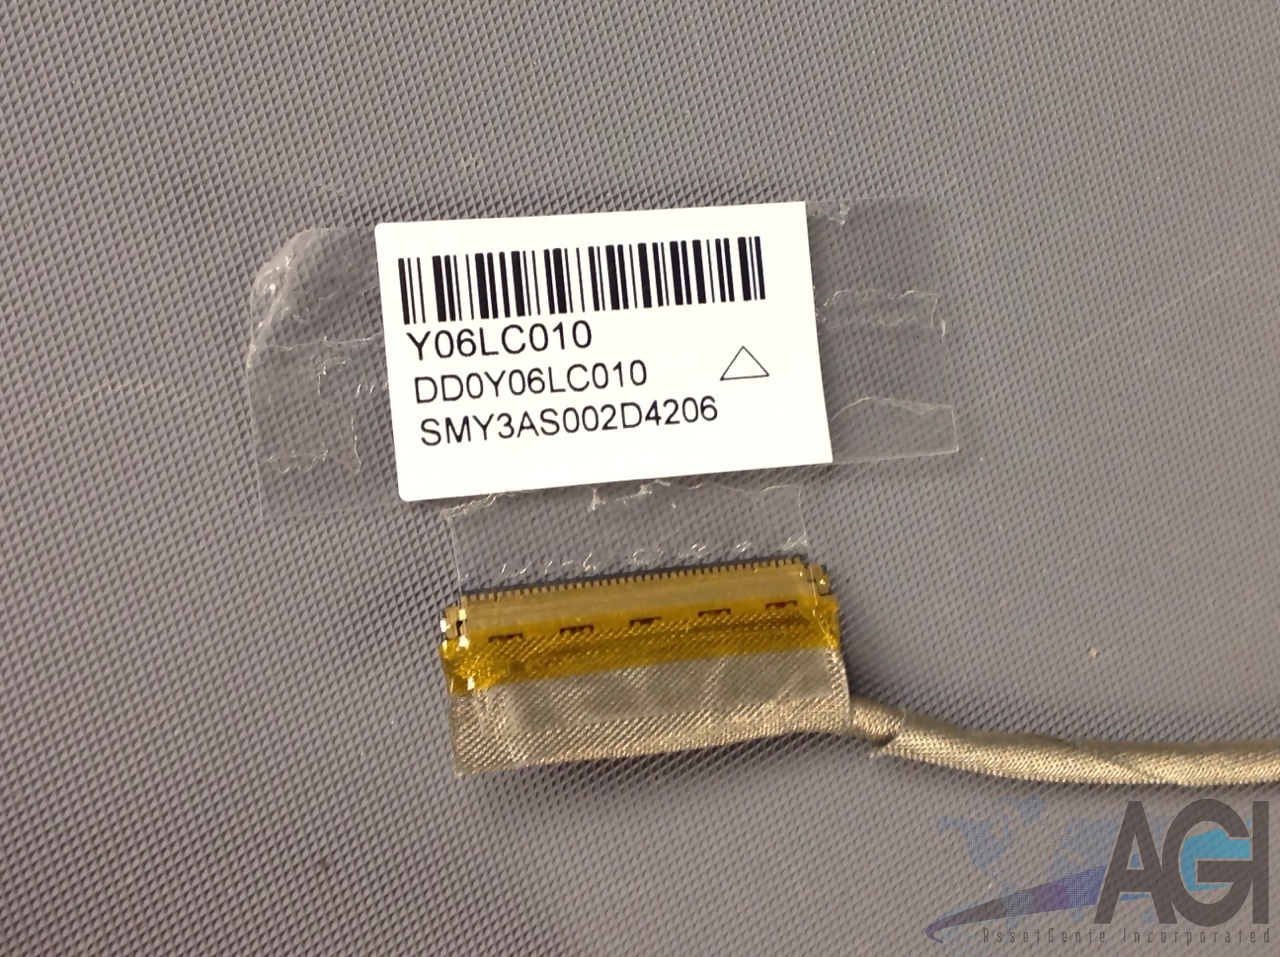 Y06LC010
DD0Y06LC010
SMY3AS002D4206
AGI
AssetGenie Incorporated